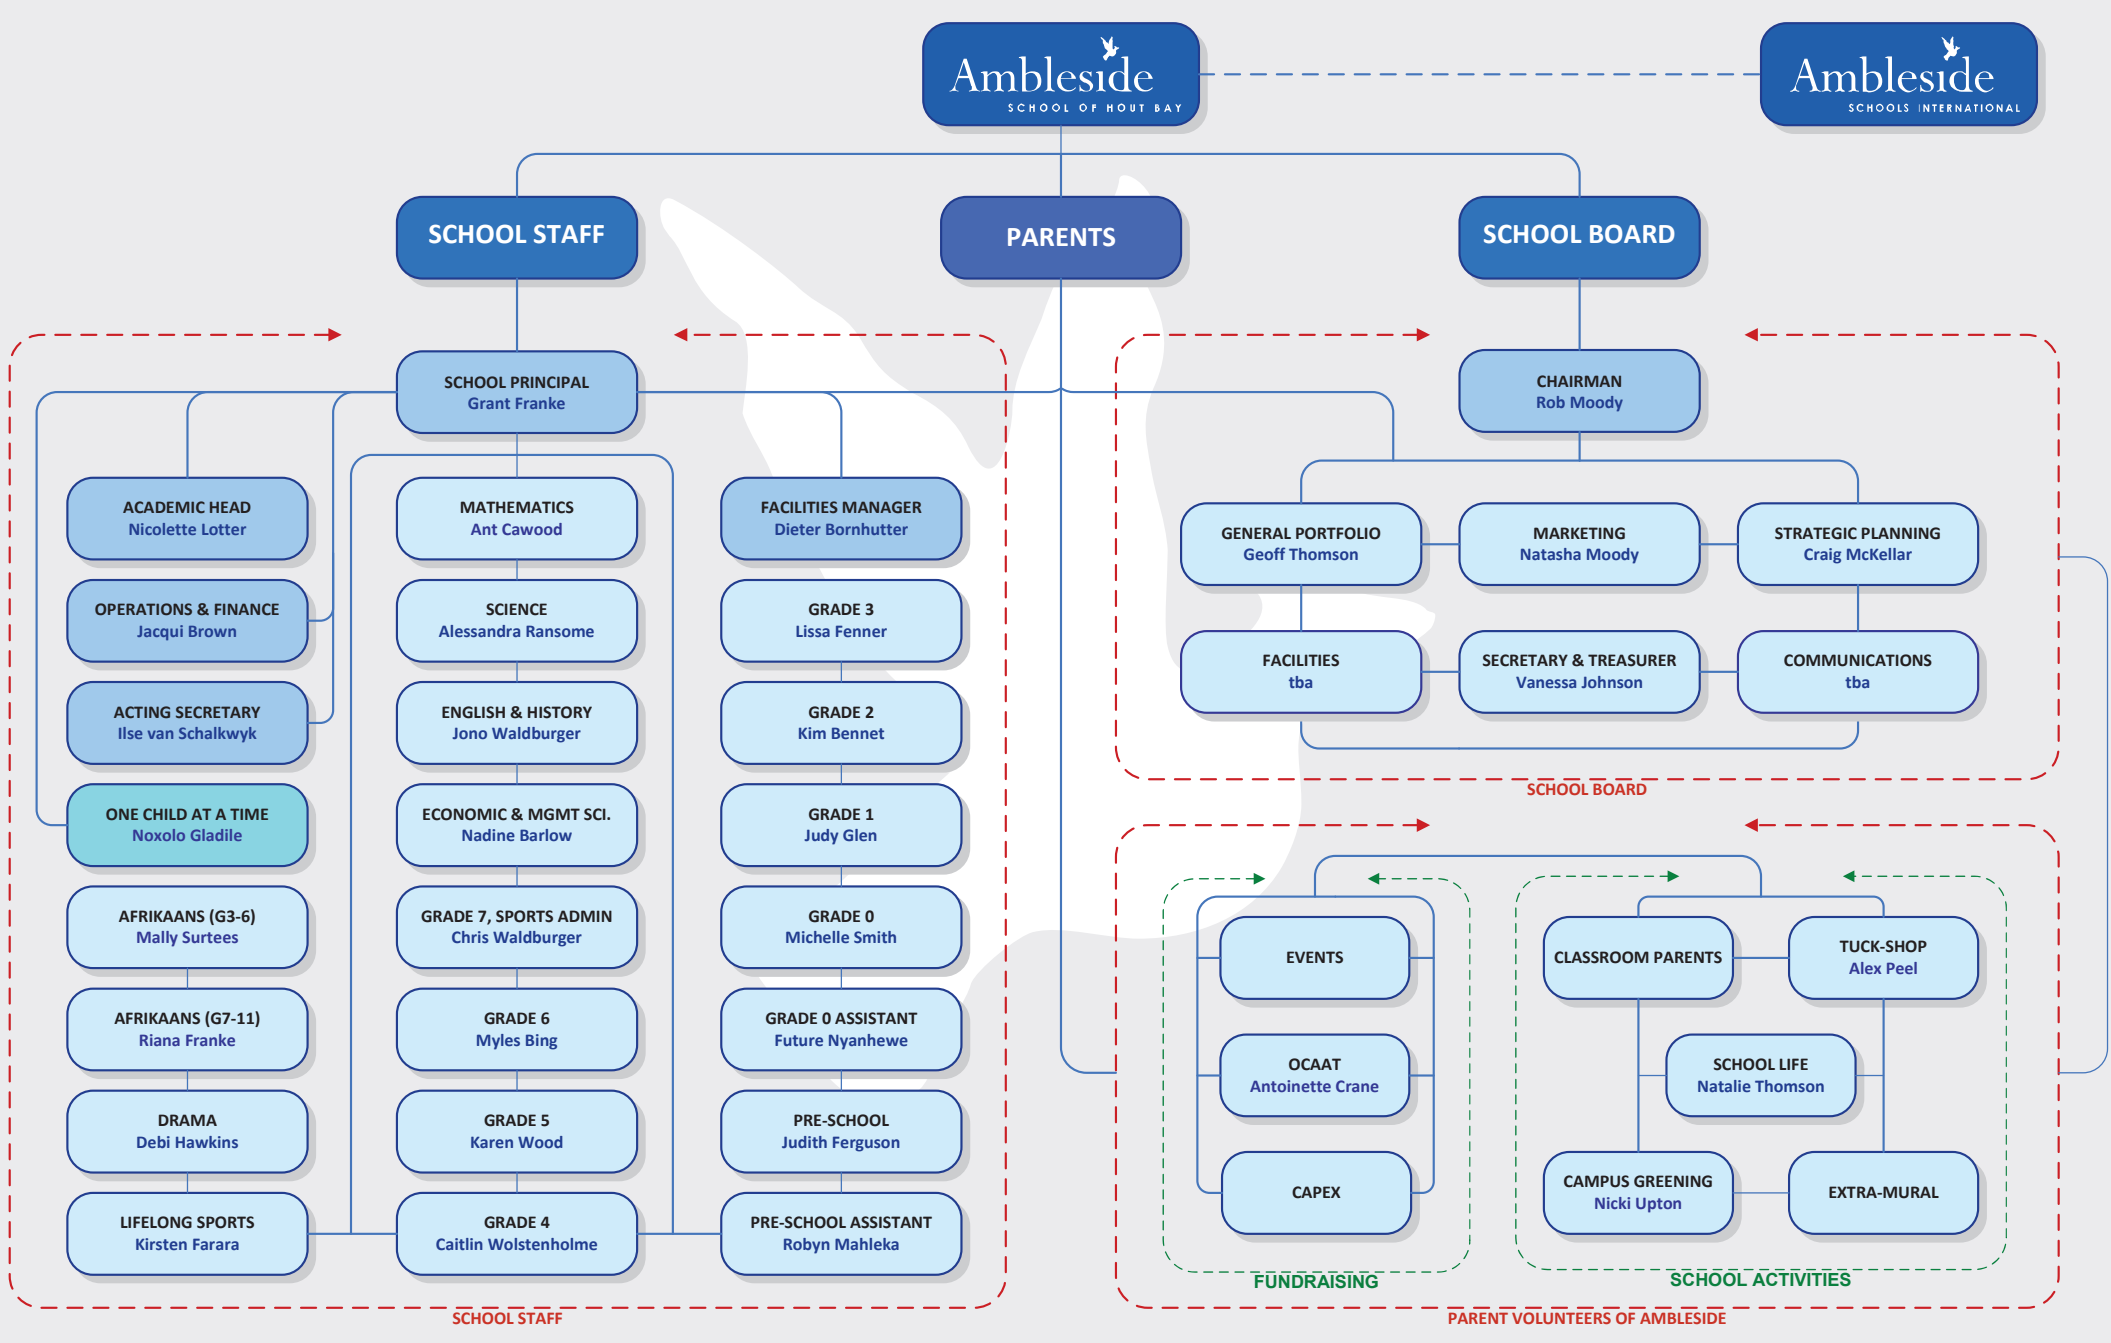 Ambleside
SCHOOL OF HOUT BAY
Ambleside
SCHOOLS INTERNATIONAL
SCHOOL STAFF
PARENTS
SCHOOL BOARD
SCHOOL PRINCIPAL
Grant Franke
CHAIRMAN
Rob Moody
ACADEMIC HEAD
Nicolette Lotter
OPERATIONS & FINANCE
Jacqui Brown
ACTING SECRETARY
Ilse van Schalkwyk
ONE CHILD AT A TIME
Noxolo Gladile
AFRIKAANS (G3-6)
Mally Surtees
AFRIKAANS (G7-11)
Riana Franke
DRAMA
Debi Hawkins
LIFELONG SPORTS
Kirsten Farara
MATHEMATICS
Ant Cawood
SCIENCE
Alessandra Ransome
ENGLISH & HISTORY
Jono Waldburger
ECONOMIC & MGMT SCI.
Nadine Barlow
GRADE 7, SPORTS ADMIN
Chris Waldburger
GRADE 6
Myles Bing
GRADE 5
Karen Wood
GRADE 4
Caitlin Wolstenholme
FACILITIES MANAGER
Dieter Bornhutter
GRADE 3
Lissa Fenner
GRADE 2
Kim Bennet
GRADE 1
Judy Glen
GRADE 0
Michelle Smith
GRADE 0 ASSISTANT
Future Nyanhewe
PRE-SCHOOL
Judith Ferguson
PRE-SCHOOL ASSISTANT
Robyn Mahleka
SCHOOL STAFF
GENERAL PORTFOLIO
Geoff Thomson
MARKETING
Natasha Moody
STRATEGIC PLANNING
Craig McKellar
FACILITIES
tba
SECRETARY & TREASURER
Vanessa Johnson
COMMUNICATIONS
tba
SCHOOL BOARD
EVENTS
OCAAT
Antoinette Crane
CAPEX
FUNDRAISING
CLASSROOM PARENTS
TUCK-SHOP
Alex Peel
SCHOOL LIFE
Natalie Thomson
CAMPUS GREENING
Nicki Upton
EXTRA-MURAL
SCHOOL ACTIVITIES
PARENT VOLUNTEERS OF AMBLESIDE